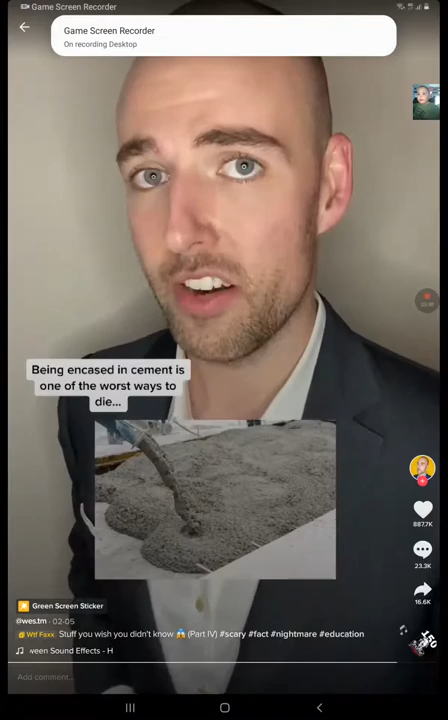 Game Screen Recorder
Game Screen Recorder
On recording Desktop
Being encased in cement is
one of the worst ways to
die...
887.7K
23.3K
16.6K
Green Screen Sticker
@wes.tm · 02-05
Wtf Faxx Stuff you wish you didn't know 😱 (Part IV) #scary #fact #nightmare #education
ween Sound Effects - H
Add comment...